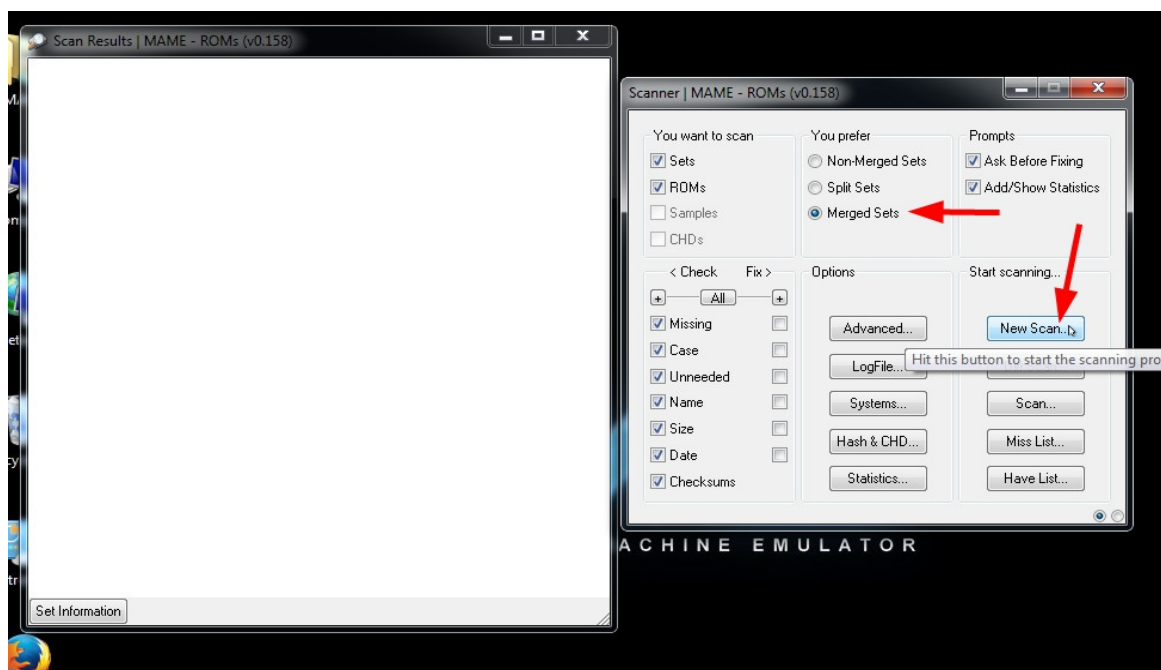 Scan Results | MAME - ROMs (v0.158)
Set Information
Scanner | MAME - ROMs (v0.158)
You want to scan
Sets
ROMs
Samples
CHDs
You prefer
Non-Merged Sets
Split Sets
Merged Sets
Prompts
Ask Before Fixing
Add/Show Statistics
< Check Fix >
+ All +
Missing
Case
Unneeded
Name
Size
Date
Checksums
Options
Advanced...
LogFile...
Systems...
Hash & CHD...
Statistics...
Start scanning...
New Scan...
Hit this button to start the scanning pro
Scan...
Miss List...
Have List...
ACHINE EMULATOR